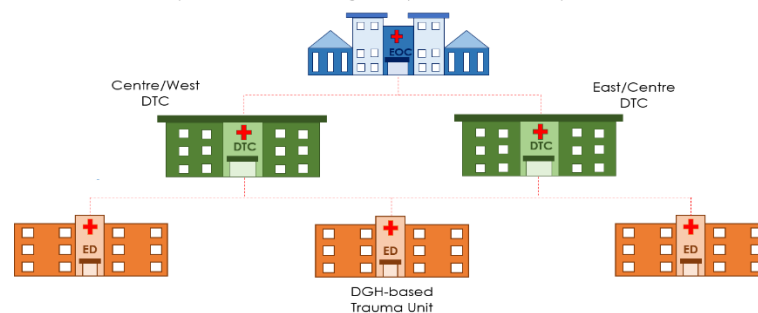 EOC
Centre/West
DTC
East/Centre
DTC
DTC
DTC
ED
ED
ED
DGH-based
Trauma Unit